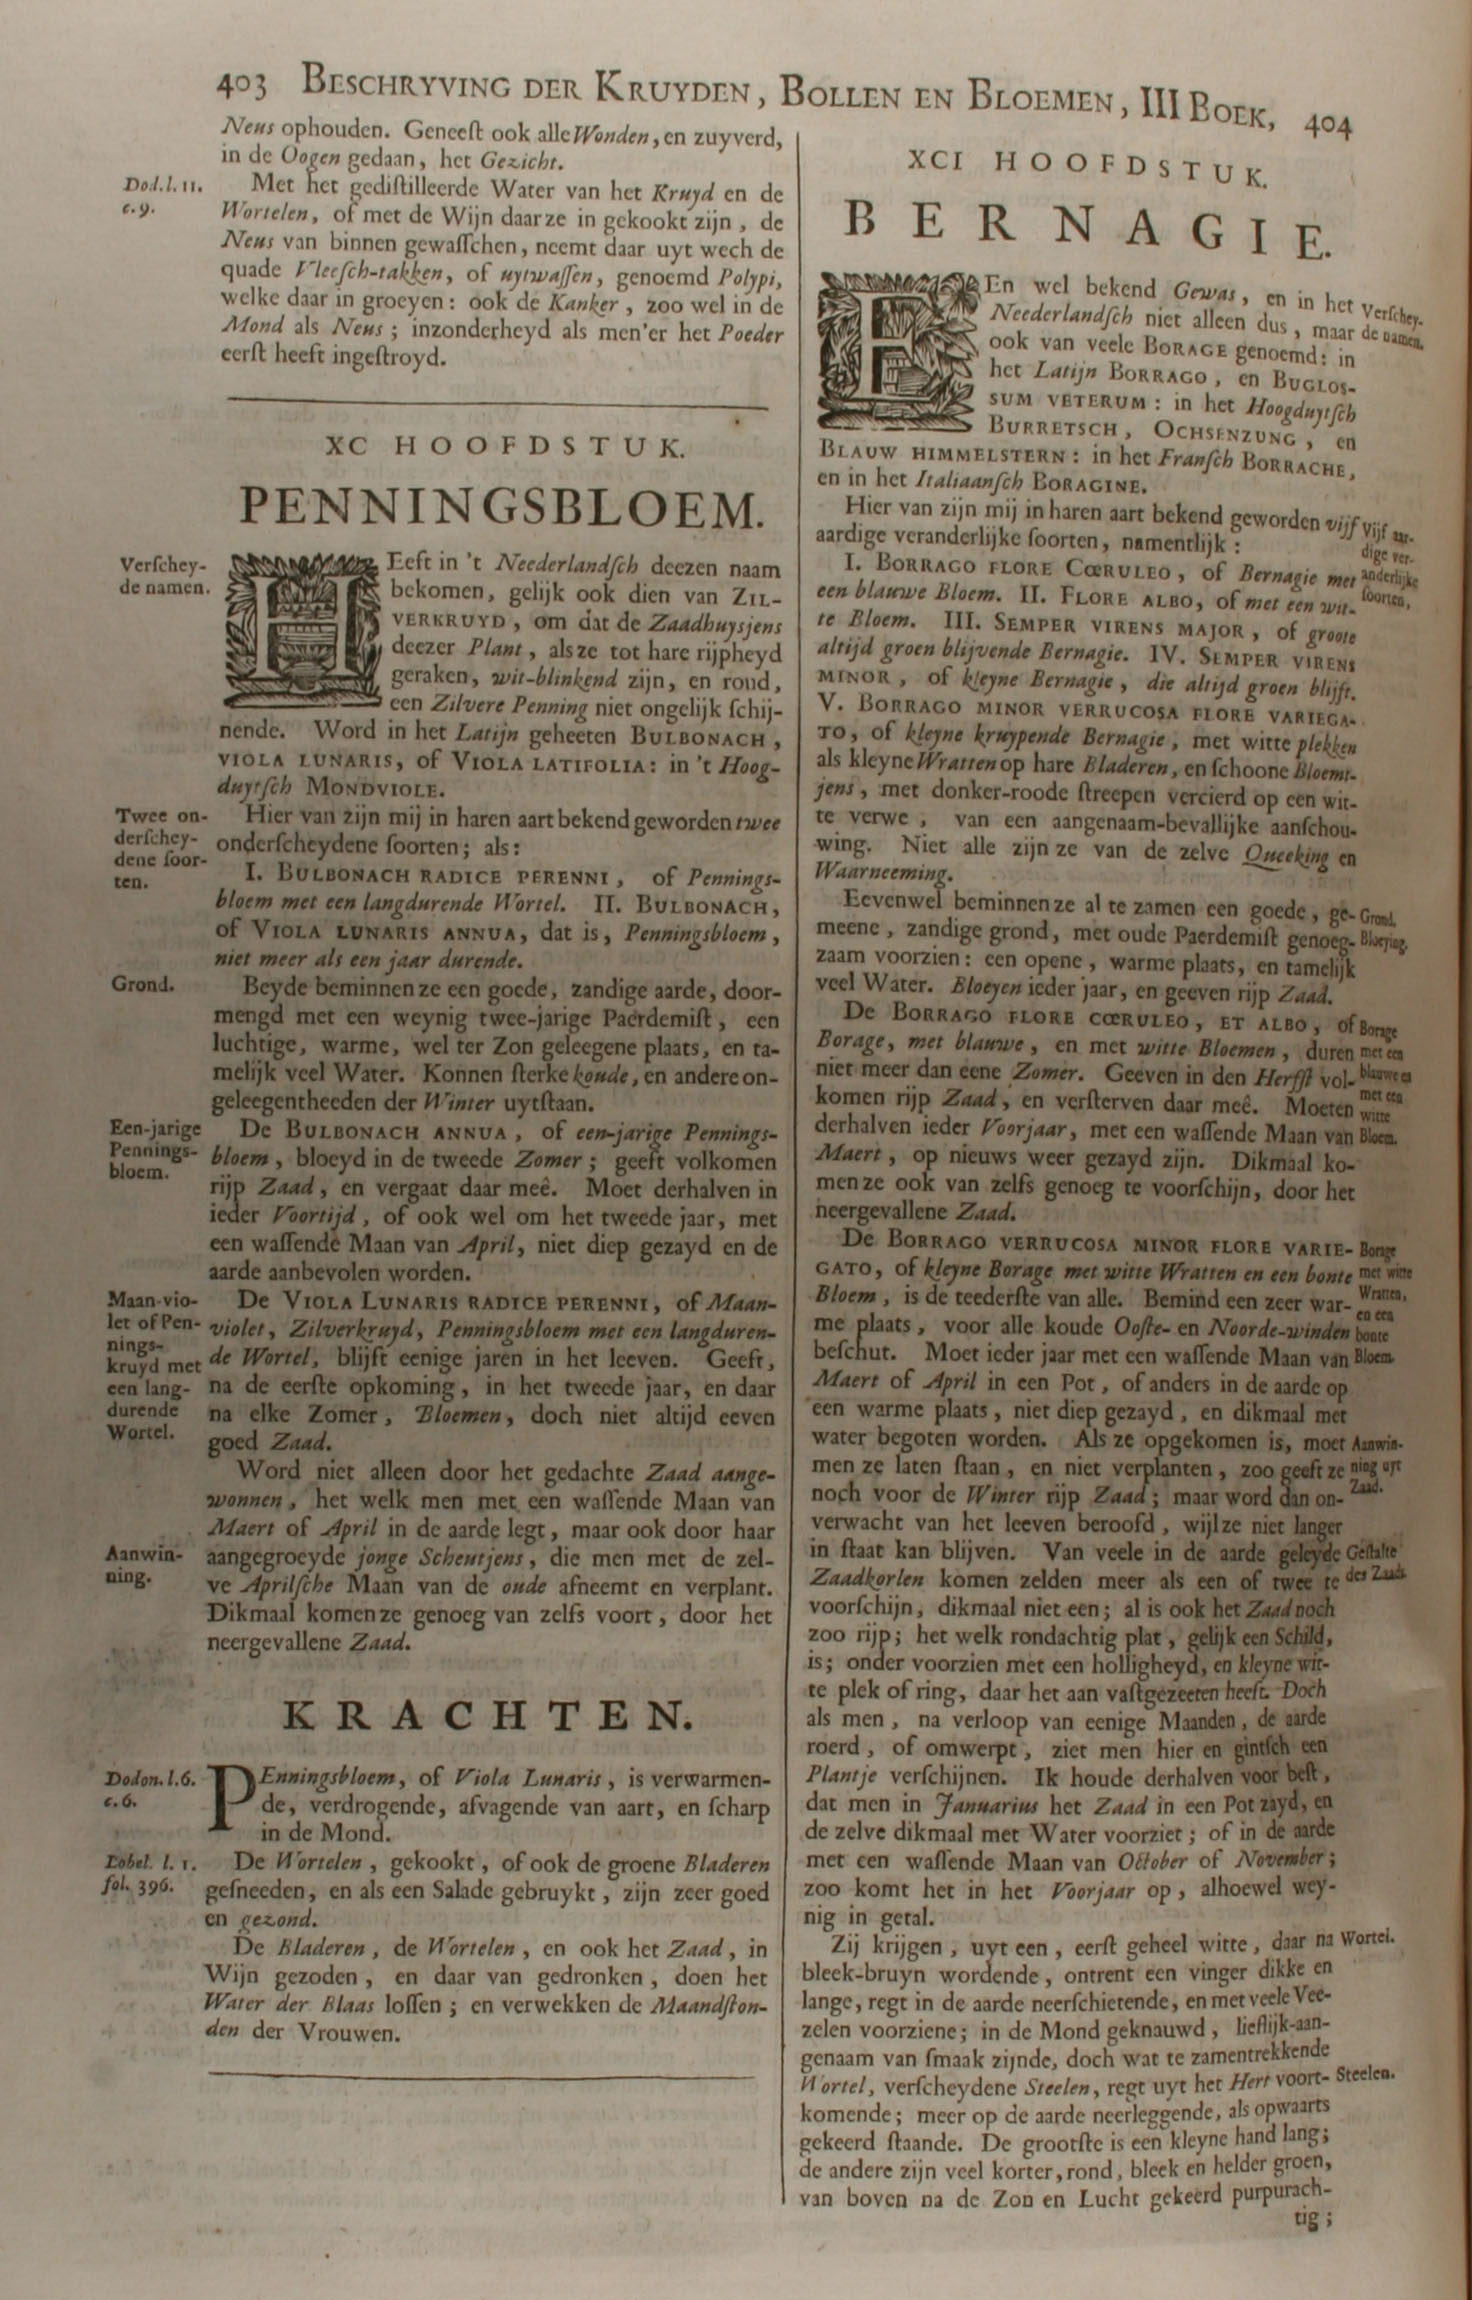 403 BESCHRYVING DER KRUYDEN, BOLLEN EN BLOEMEN, III BOEK, 404
Neus ophouden. Geneeſt ook alle Wonden, en zuyverd,
in de Oogen gedaan, het Gezicht.
Dod. l. 11.
c. 9.
Met het gediſtilleerde Water van het Kruyd en de
Wortelen, of met de Wijn daar ze in gekookt zijn, de
Neus van binnen gewaſſchen, neemt daar uyt wech de
quade Vleeſch-takken, of uytwaſſen, genoemd Polypi,
welke daar in groeyen: ook de Kanker, zoo wel in de
Mond als Neus; inzonderheyd als men'er het Poeder
eerſt heeft ingeſtroyd.
XC HOOFDSTUK.
PENNINGSBLOEM.
Verſchey-
de namen.
HEeft in 't Neederlandſch deezen naam
bekomen, gelijk ook dien van ZIL-
VERKRUYD, om dat de Zaadhuysjens
deezer Plant, als ze tot hare rijpheyd
geraken, wit-blinkend zijn, en rond,
een Zilvere Penning niet ongelijk ſchij-
nende. Word in het Latijn geheeten BULBONACH,
VIOLA LUNARIS, of VIOLA LATIFOLIA: in 't Hoog-
duytſch MONDVIOLE.
Twee on-
derſchey-
dene ſoor-
ten.
Hier van zijn mij in haren aart bekend geworden twee
onderſcheydene ſoorten; als:
I. BULBONACH RADICE PERENNI, of Pennings-
bloem met een langdurende Wortel. II. BULBONACH,
of VIOLA LUNARIS ANNUA, dat is, Penningsbloem,
niet meer als een jaar durende.
Grond.
Beyde beminnen ze een goede, zandige aarde, door-
mengd met een weynig twee-jarige Paerdemiſt, een
luchtige, warme, wel ter Zon geleegene plaats, en ta-
melijk veel Water. Konnen ſterke koude, en andere on-
geleegentheeden der Winter uytſtaan.
Een-jarige
Pennings-
bloem.
De BULBONACH ANNUA, of een-jarige Pennings-
bloem, bloeyd in de tweede Zomer; geeft volkomen
rijp Zaad, en vergaat daar meê. Moet derhalven in
ieder Voortijd, of ook wel om het tweede jaar, met
een waſſende Maan van April, niet diep gezayd en de
aarde aanbevolen worden.
Maan-vio-
let of Pen-
nings-
kruyd met
een lang-
durende
Wortel.
De VIOLA LUNARIS RADICE PERENNI, of Maan-
violet, Zilverkruyd, Penningsbloem met een langduren-
de Wortel, blijft eenige jaren in het leeven. Geeft,
na de eerſte opkoming, in het tweede jaar, en daar
na elke Zomer, Bloemen, doch niet altijd eeven
goed Zaad.
Word niet alleen door het gedachte Zaad aange-
wonnen, het welk men met een waſſende Maan van
Maert of April in de aarde legt, maar ook door haar
Aanwin-
ning.
aangegroeyde jonge Scheutjens, die men met de zel-
ve Aprilſche Maan van de oude afneemt en verplant.
Dikmaal komen ze genoeg van zelfs voort, door het
neergevallene Zaad.
KRACHTEN.
Dodon. l. 6.
c. 6.
PEnningsbloem, of Viola Lunaris, is verwarmen-
de, verdrogende, afvagende van aart, en ſcharp
in de Mond.
Lobel. l. 1.
fol. 396.
De Wortelen, gekookt, of ook de groene Bladeren
geſneeden, en als een Salade gebruykt, zijn zeer goed
en gezond.
De Bladeren, de Wortelen, en ook het Zaad, in
Wijn gezoden, en daar van gedronken, doen het
Water der Blaas loſſen; en verwekken de Maandſton-
den der Vrouwen.
XCI HOOFDSTUK.
BERNAGIE.
EEn wel bekend Gewas, en in het
Neederlandſch niet alleen dus, maar
ook van veele BORAGE genoemd: in
het Latijn BORRAGO, en BUGLOS-
SUM VETERUM: in het Hoogduytſch
BURRETSCH, OCHSENZUNG, en
BLAUW HIMMELSTERN: in het Franſch BORRACHE,
en in het Italiaanſch BORAGINE.
Verſchey-
de namen.
Hier van zijn mij in haren aart bekend geworden vijf
aardige veranderlijke ſoorten, namentlijk:
Vijf aar-
dige ver-
anderlijke
ſoorten,
I. BORRAGO FLORE CŒRULEO, of Bernagie met
een blauwe Bloem. II. FLORE ALBO, of met een wit-
te Bloem. III. SEMPER VIRENS MAJOR, of groote
altijd groen blijvende Bernagie. IV. SEMPER VIRENS
MINOR, of kleyne Bernagie, die altijd groen blijft.
V. BORRAGO MINOR VERRUCOSA FLORE VARIEGA-
TO, of kleyne kruypende Bernagie, met witte plekken
als kleyne Wratten op hare Bladeren, en ſchoone Bloemt-
jens, met donker-roode ſtreepen vercierd op een wit-
te verwe, van een aangenaam-bevallijke aanſchou-
wing. Niet alle zijn ze van de zelve Queeking en
Waarneeming.
Eevenwel beminnen ze al te zamen een goede, ge-
meene, zandige grond, met oude Paerdemiſt genoeg-
zaam voorzien: een opene, warme plaats, en tamelijk
veel Water. Bloeyen ieder jaar, en geeven rijp Zaad.
Grond.
Bloeying.
De BORRAGO FLORE CŒRULEO, ET ALBO, of
Borage, met blauwe, en met witte Bloemen, duren
niet meer dan eene Zomer. Geeven in den Herfſt vol-
komen rijp Zaad, en verſterven daar meê. Moeten
derhalven ieder Voorjaar, met een waſſende Maan van
Maert, op nieuws weer gezayd zijn. Dikmaal ko-
men ze ook van zelfs genoeg te voorſchijn, door het
neergevallene Zaad.
Borage
met een
blauwe en
met een
witte
Bloem.
De BORRAGO VERRUCOSA MINOR FLORE VARIE-
GATO, of kleyne Borage met witte Wratten en een bonte
Bloem, is de teederſte van alle. Bemind een zeer war-
me plaats, voor alle koude Ooſte- en Noorde-winden
beſchut. Moet ieder jaar met een waſſende Maan van
Maert of April in een Pot, of anders in de aarde op
een warme plaats, niet diep gezayd, en dikmaal met
water begoten worden. Als ze opgekomen is, moet
men ze laten ſtaan, en niet verplanten, zoo geeft ze
noch voor de Winter rijp Zaad; maar word dan on-
verwacht van het leeven beroofd, wijl ze niet langer
in ſtaat kan blijven. Van veele in de aarde geleyde
Zaadkorlen komen zelden meer als een of twee te
voorſchijn, dikmaal niet een; al is ook het Zaad noch
zoo rijp; het welk rondachtig plat, gelijk een Schild,
is; onder voorzien met een holligheyd, en kleyne wit-
te plek of ring, daar het aan vaſtgezeeten heeft. Doch
als men, na verloop van eenige Maanden, de aarde
roerd, of omwerpt, ziet men hier en gintſch een
Plantje verſchijnen. Ik houde derhalven voor beſt,
dat men in Januarius het Zaad in een Pot zayd, en
de zelve dikmaal met Water voorziet; of in de aarde
met een waſſende Maan van October of November;
zoo komt het in het Voorjaar op, alhoewel wey-
nig in getal.
Borage
met witte
Wratten,
en een
bonte
Bloem.
Aanwin-
ning uyt
Zaad.
Geſtalte
des Zaads.
Zij krijgen, uyt een, eerſt geheel witte, daar na
bleek-bruyn wordende, ontrent een vinger dikke en
lange, regt in de aarde neerſchietende, en met veele Vee-
zelen voorziene; in de Mond geknauwd, lieflijk-aan-
genaam van ſmaak zijnde, doch wat te zamentrekkende
Wortel, verſcheydene Steelen, regt uyt het Hert voort-
komende; meer op de aarde neerleggende, als opwaarts
gekeerd ſtaande. De grootſte is een kleyne hand lang;
de andere zijn veel korter, rond, bleek en helder groen,
van boven na de Zon en Lucht gekeerd purpurach-
Wortel.
Steelen.
tig;